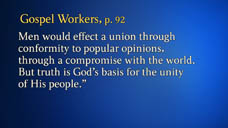 Gospel Workers, p. 92
Men would effect a union through
conformity to popular opinions,
through a compromise with the world.
But truth is God's basis for the unity
of His people."